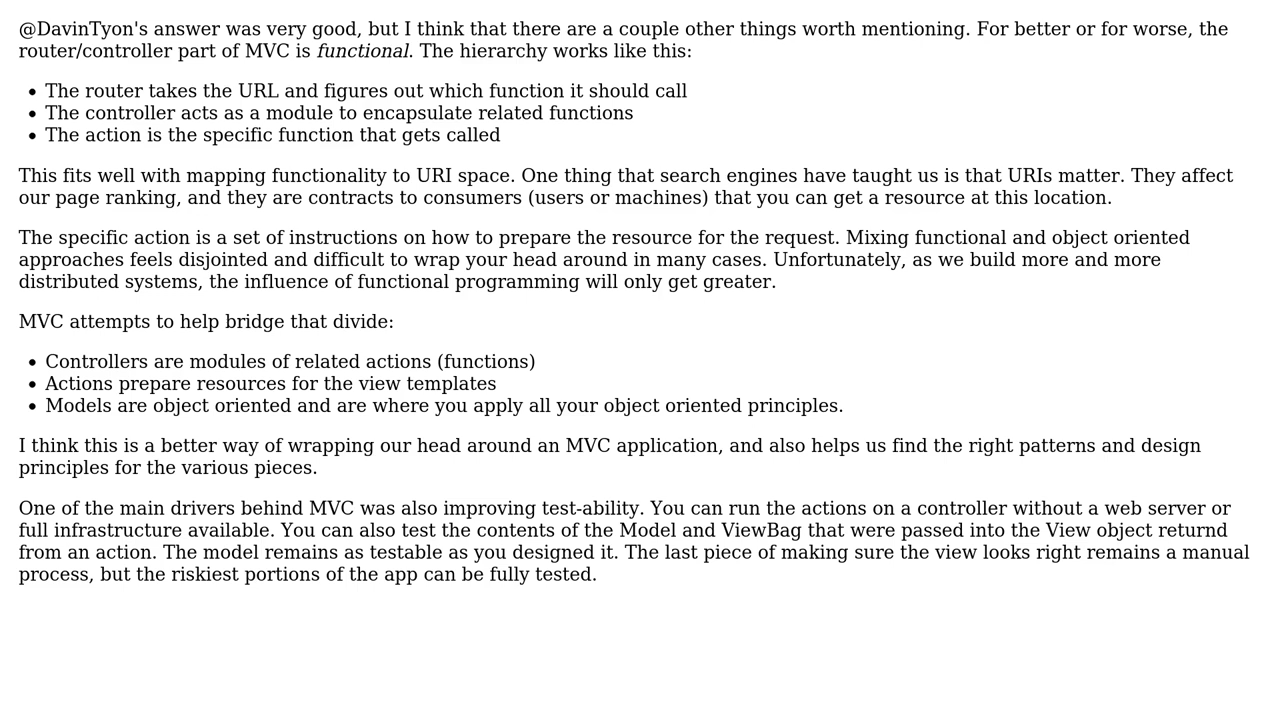 @DavinTyon's answer was very good, but I think that there are a couple other things worth mentioning. For better or for worse, the
router/controller part of MVC is functional. The hierarchy works like this:
• The router takes the URL and figures out which function it should call
• The controller acts as a module to encapsulate related functions
• The action is the specific function that gets called
This fits well with mapping functionality to URI space. One thing that search engines have taught us is that URIs matter. They affect
our page ranking, and they are contracts to consumers (users or machines) that you can get a resource at this location.
The specific action is a set of instructions on how to prepare the resource for the request. Mixing functional and object oriented
approaches feels disjointed and difficult to wrap your head around in many cases. Unfortunately, as we build more and more
distributed systems, the influence of functional programming will only get greater.
MVC attempts to help bridge that divide:
• Controllers are modules of related actions (functions)
• Actions prepare resources for the view templates
• Models are object oriented and are where you apply all your object oriented principles.
I think this is a better way of wrapping our head around an MVC application, and also helps us find the right patterns and design
principles for the various pieces.
One of the main drivers behind MVC was also improving test-ability. You can run the actions on a controller without a web server or
full infrastructure available. You can also test the contents of the Model and ViewBag that were passed into the View object returnd
from an action. The model remains as testable as you designed it. The last piece of making sure the view looks right remains a manual
process, but the riskiest portions of the app can be fully tested.